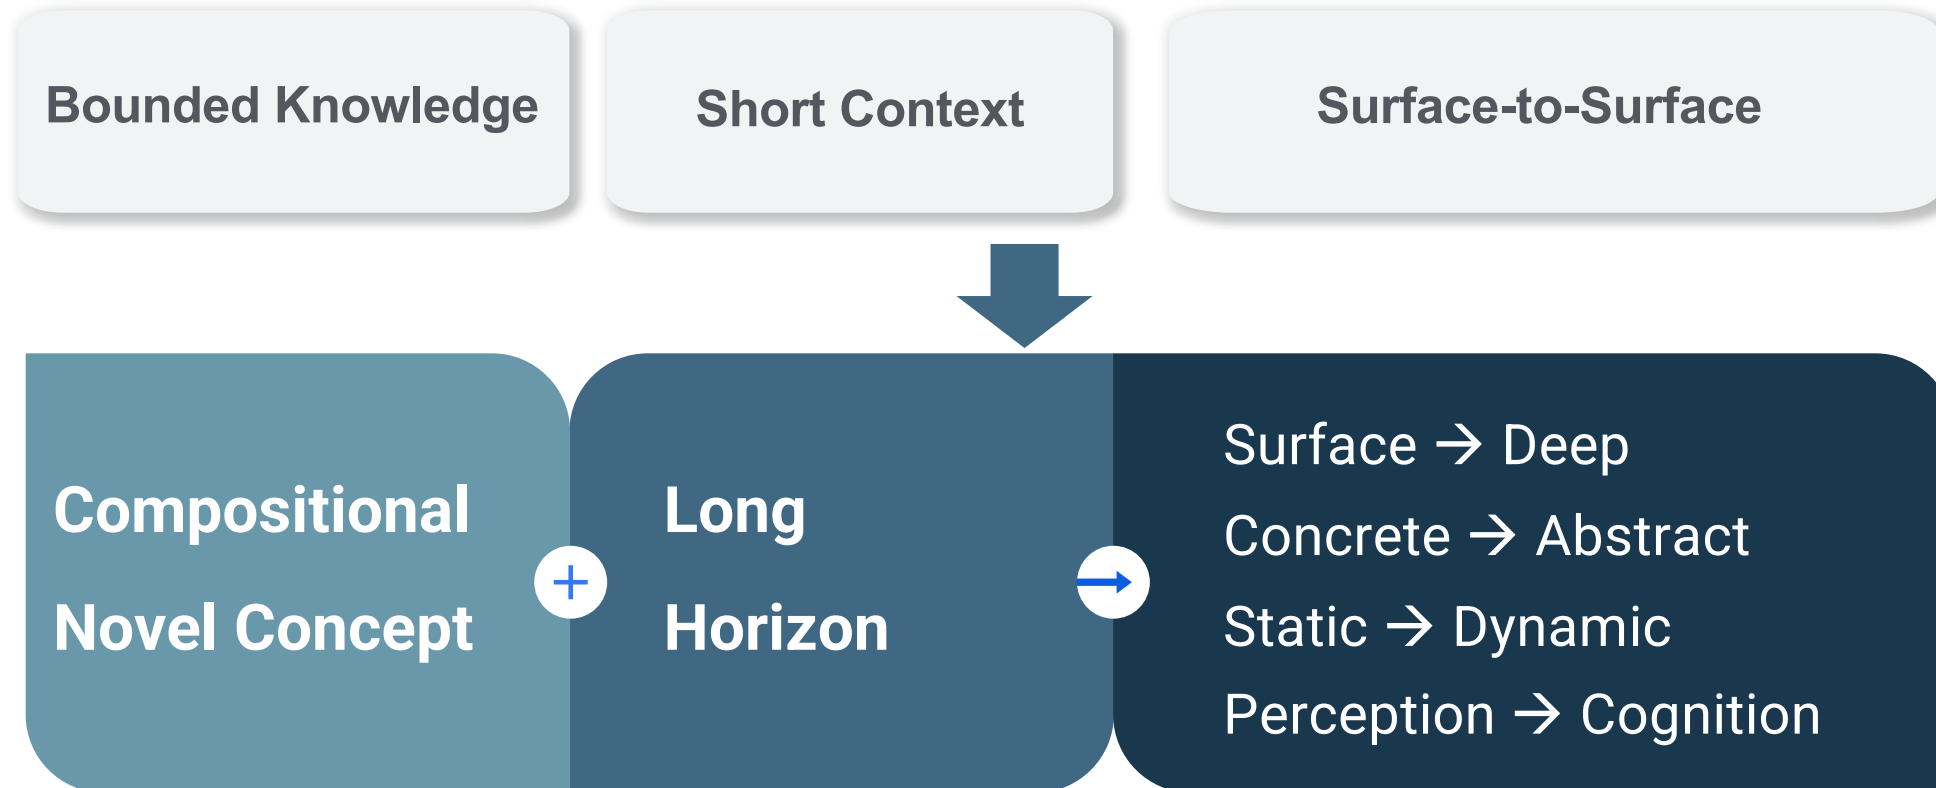 Bounded Knowledge
Short Context
Surface-to-Surface
Compositional
Novel Concept
+
Long
Horizon
→
Surface → Deep
Concrete → Abstract
Static → Dynamic
Perception → Cognition